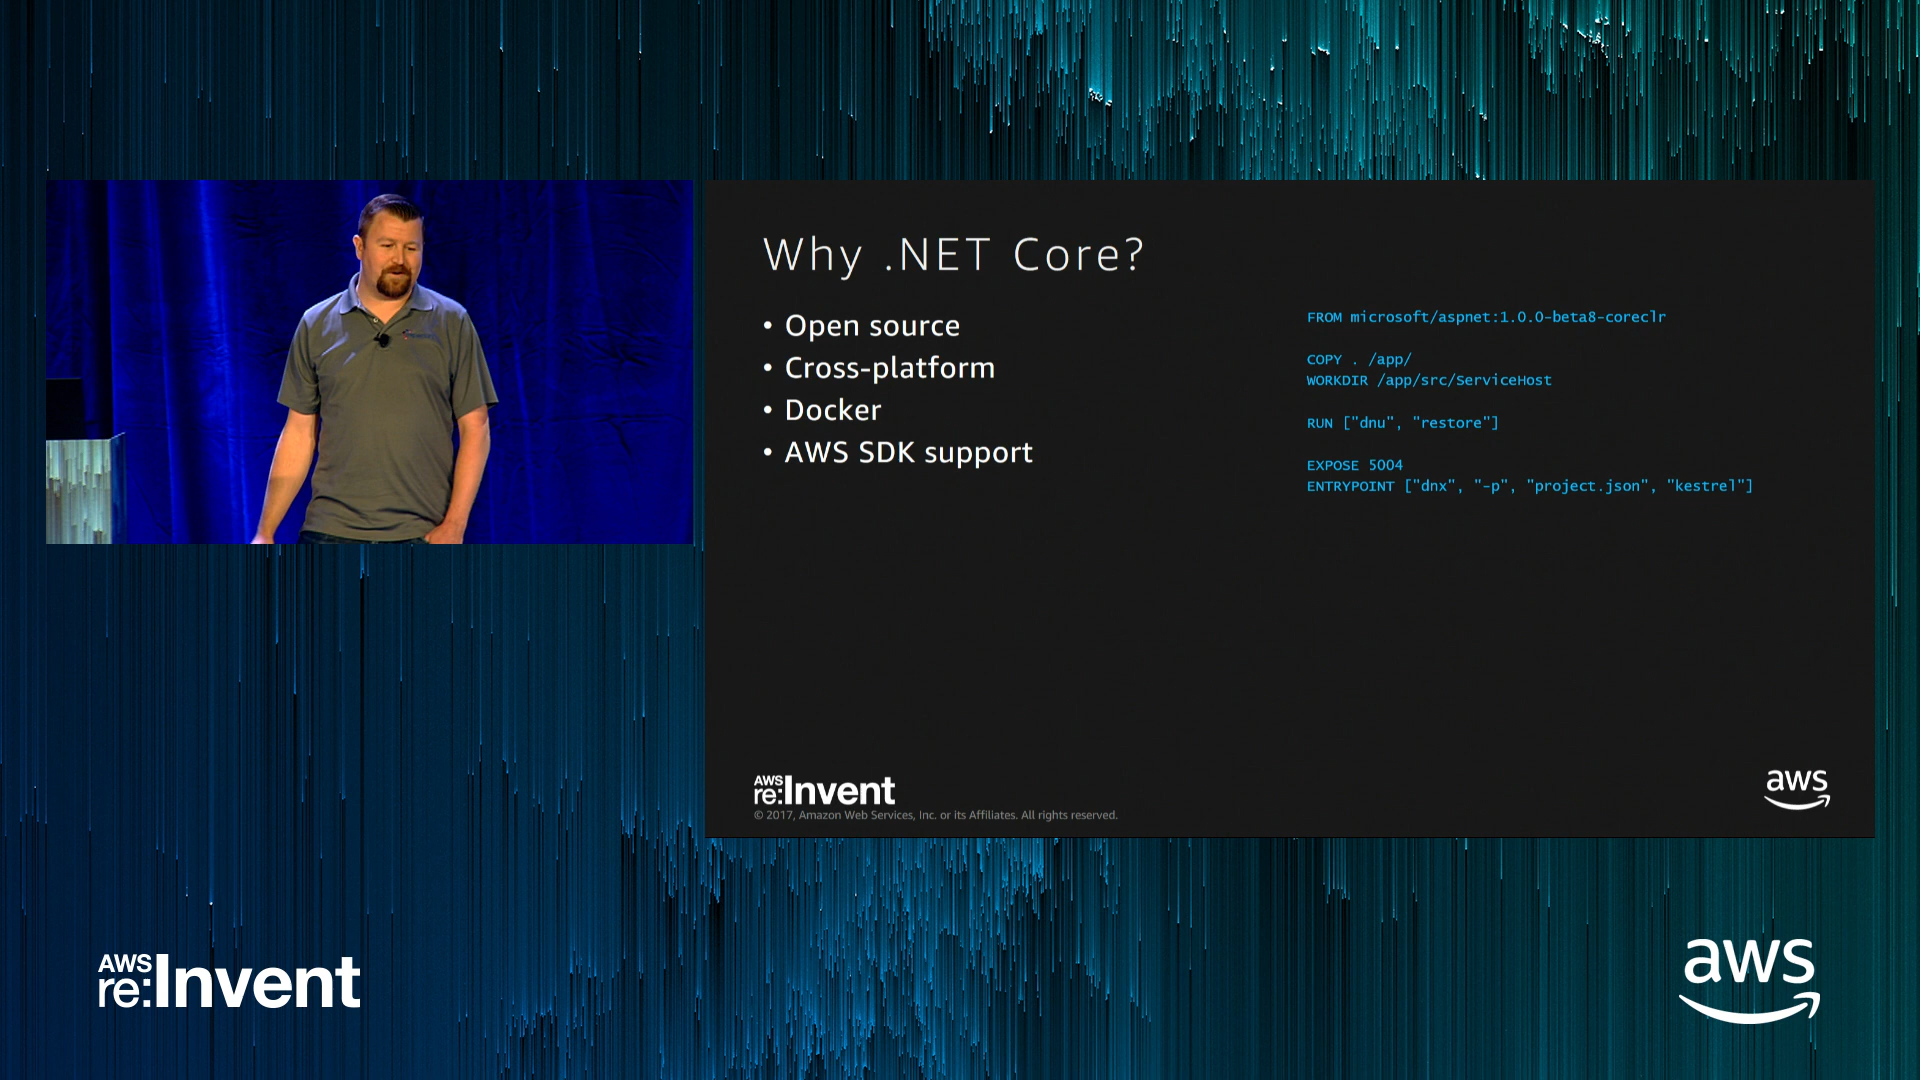 Why .NET Core?
• Open source
• Cross-platform
• Docker
• AWS SDK support
FROM microsoft/aspnet:1.0.0-beta8-coreclr
COPY . /app/
WORKDIR /app/src/ServiceHost
RUN ["dnu", "restore"]
EXPOSE 5004
ENTRYPOINT ["dnx", "-p", "project.json", "kestrel"]
AWS
re:Invent
© 2017, Amazon Web Services, Inc. or its Affiliates. All rights reserved.
aws
AWS
re:Invent
aws